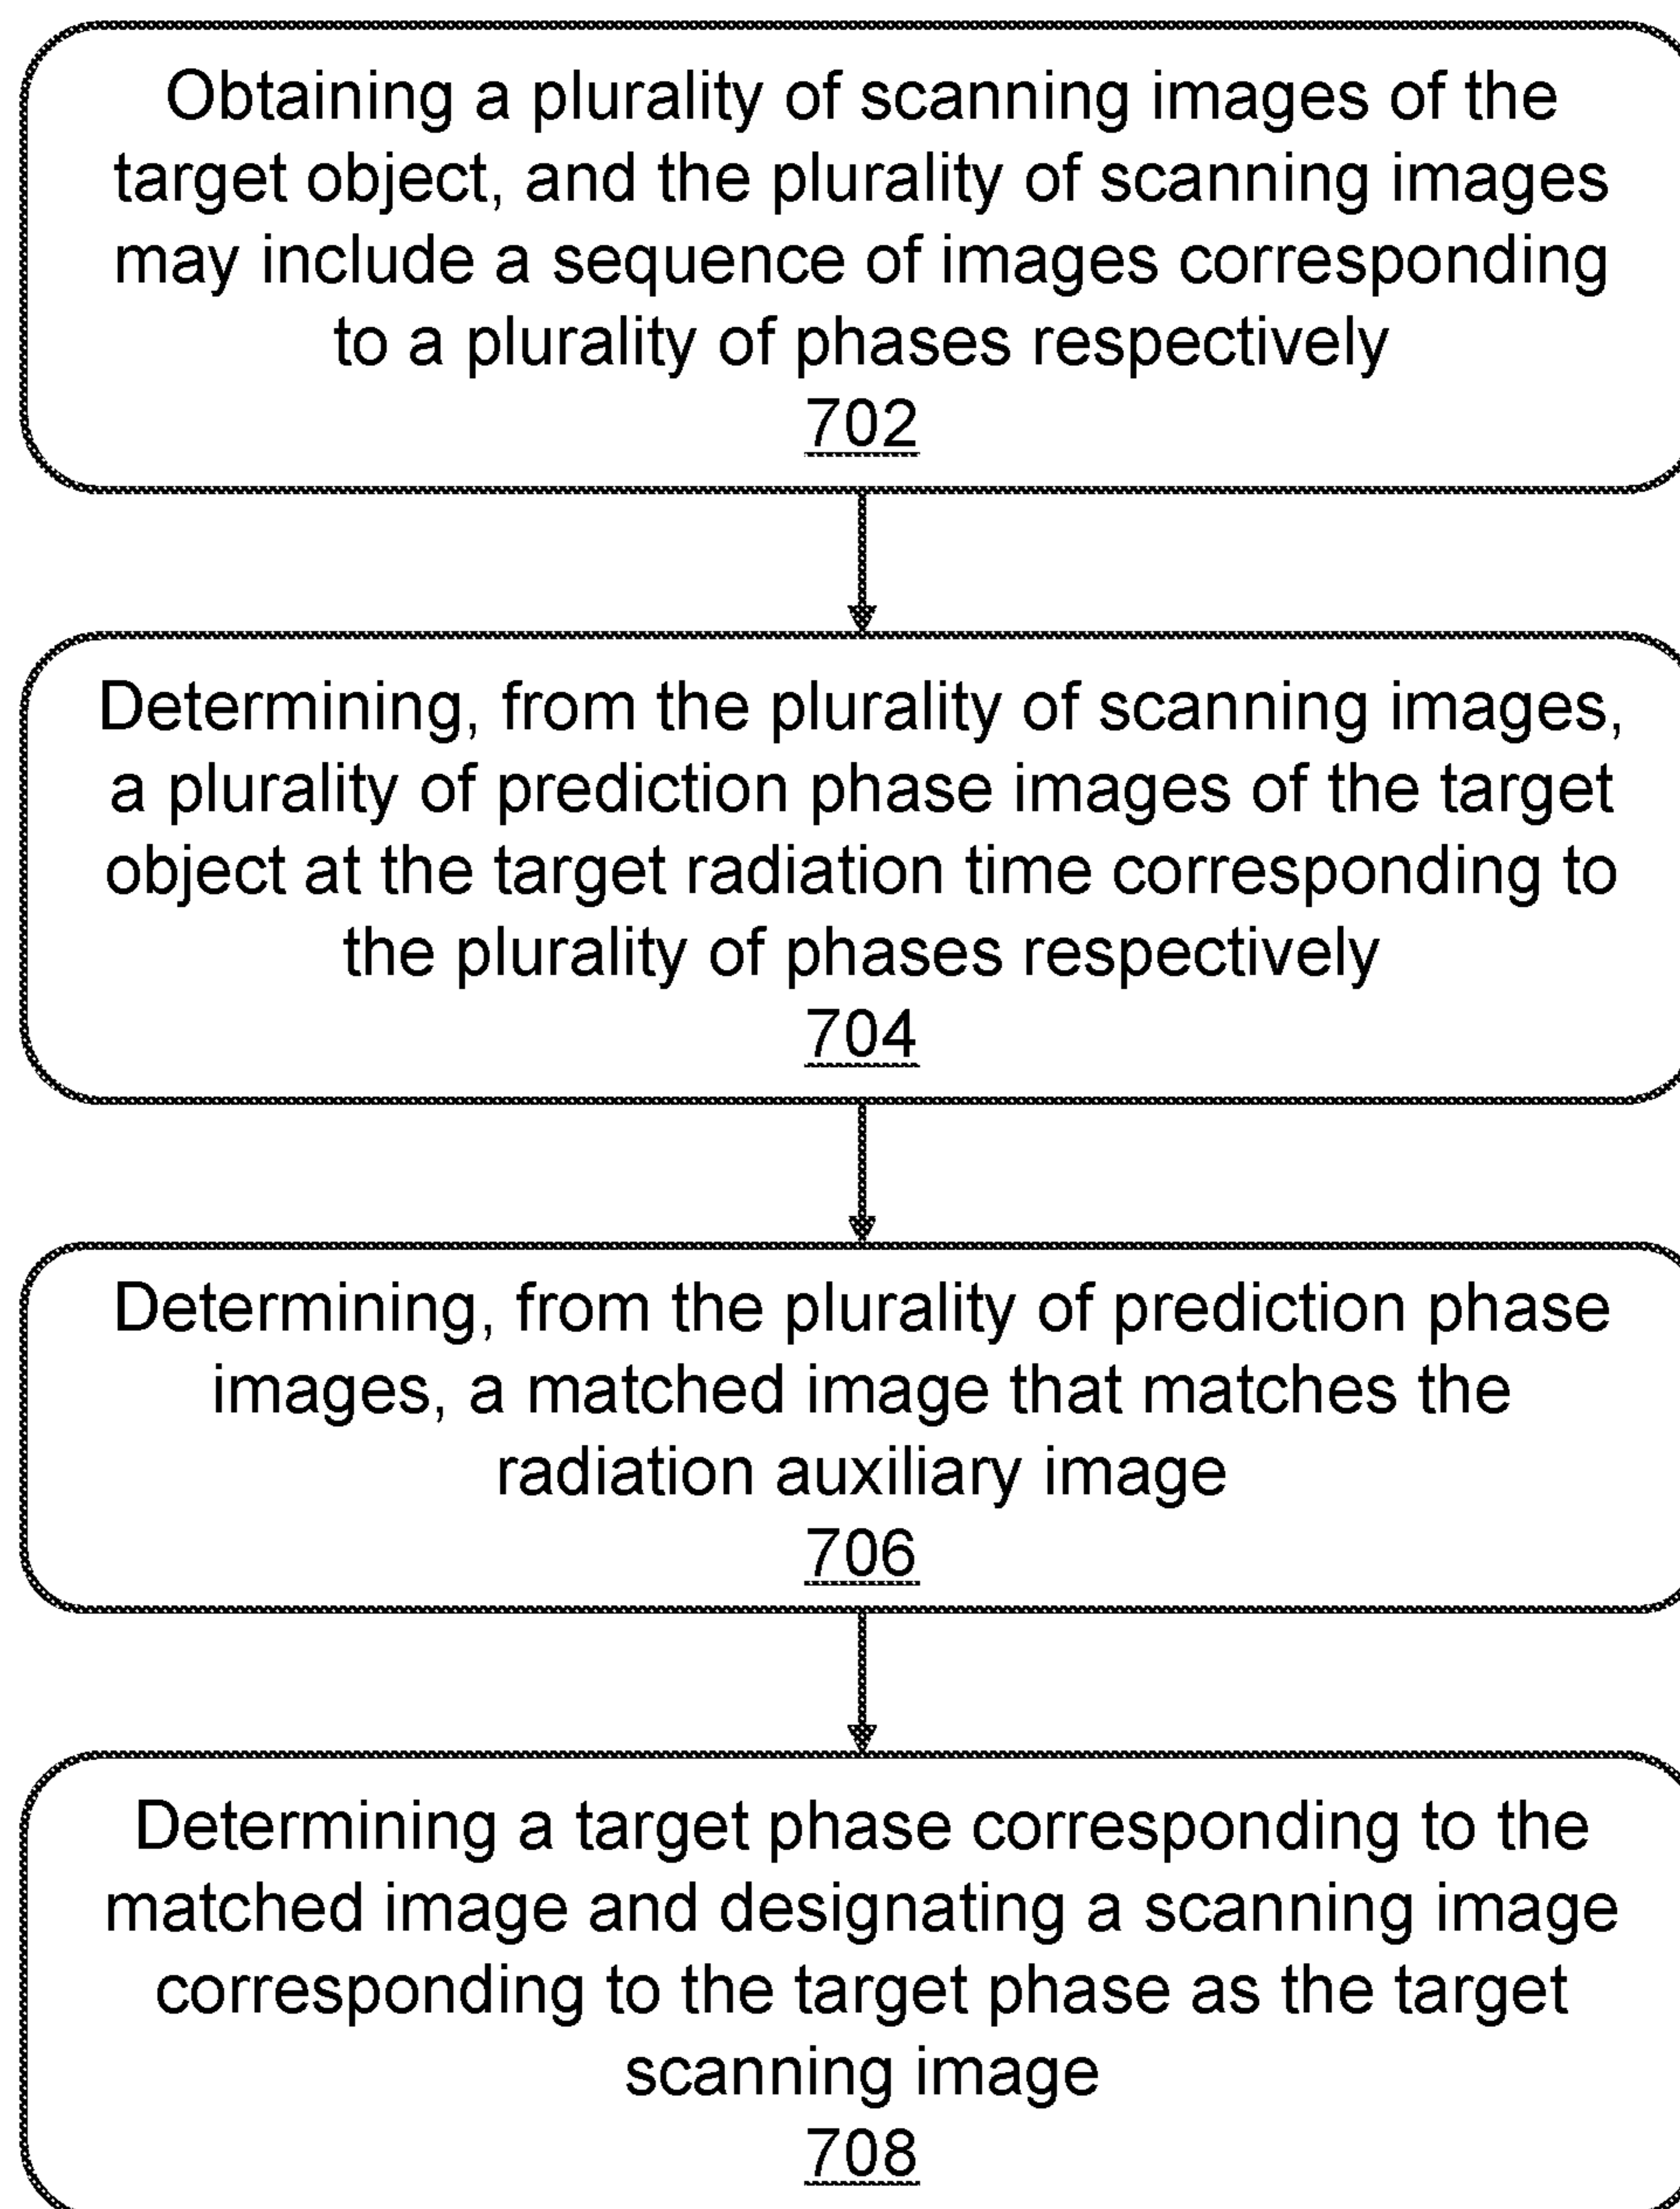 Obtaining a plurality of scanning images of the
target object, and the plurality of scanning images
may include a sequence of images corresponding
to a plurality of phases respectively
702
Determining, from the plurality of scanning images,
a plurality of prediction phase images of the target
object at the target radiation time corresponding to
the plurality of phases respectively
704
Determining, from the plurality of prediction phase
images, a matched image that matches the
radiation auxiliary image
706
Determining a target phase corresponding to the
matched image and designating a scanning image
corresponding to the target phase as the target
scanning image
708